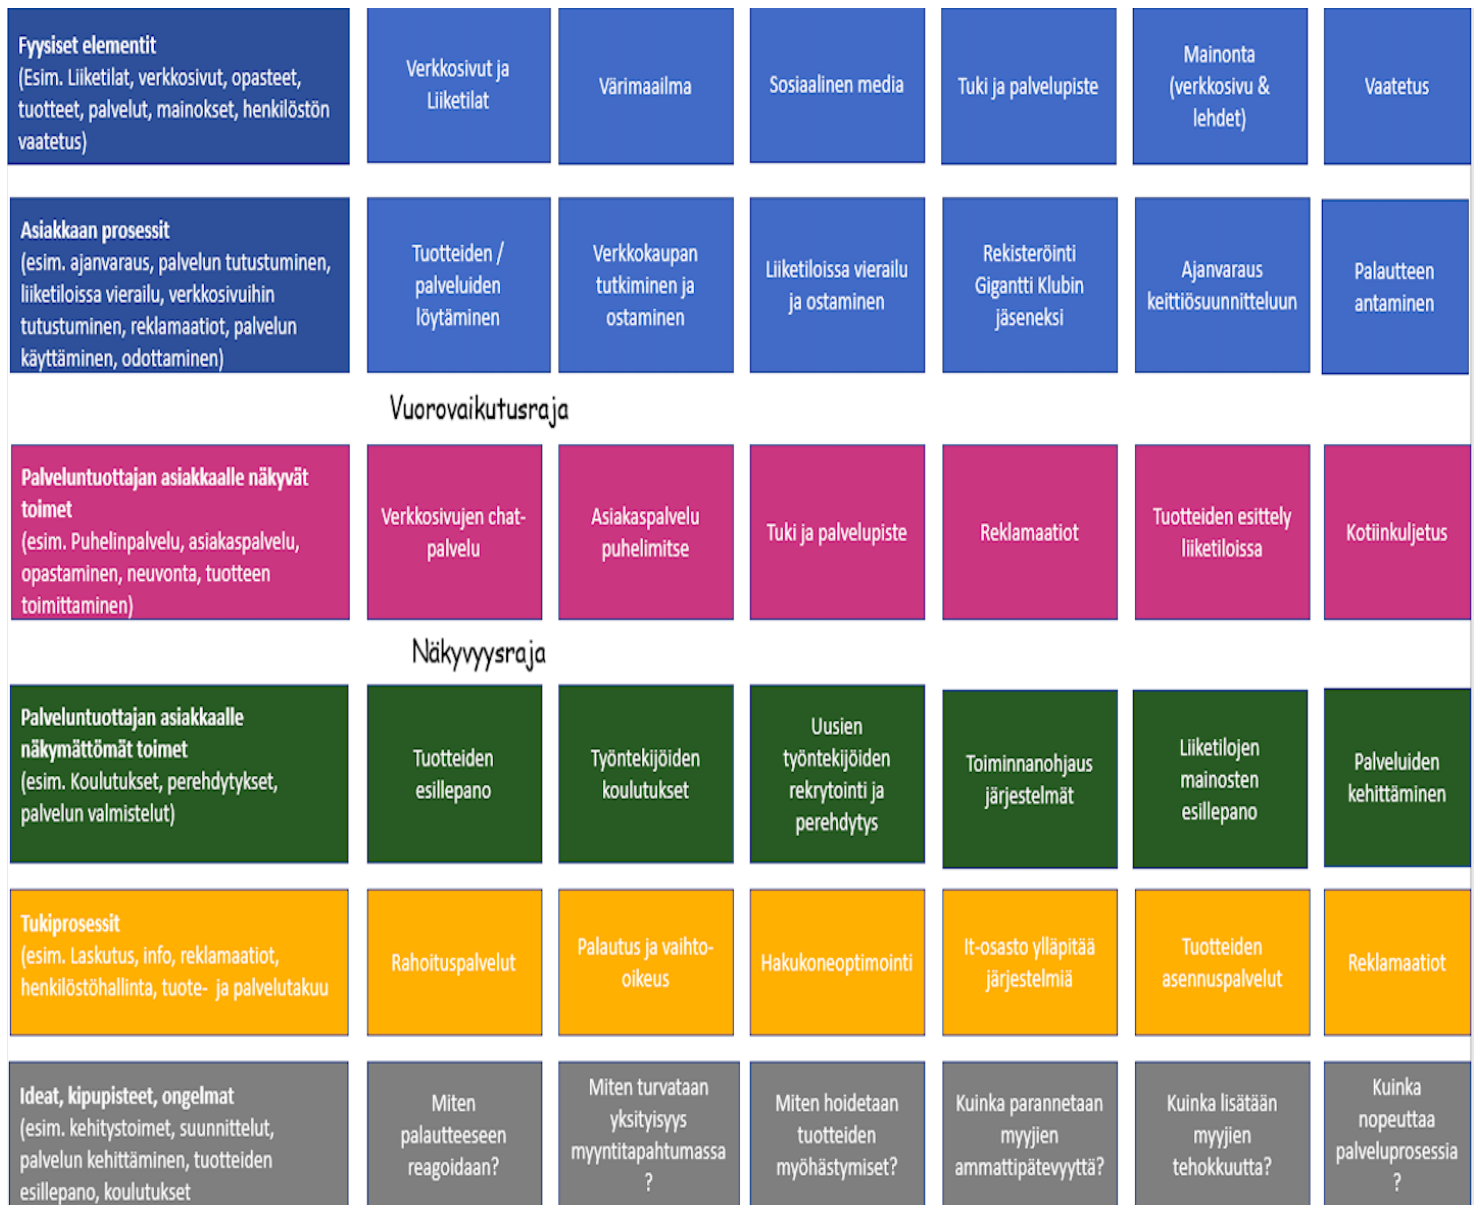 Fyysiset elementit
(Esim. Liiketilat, verkkosivut, opasteet,
tuotteet, palvelut, mainokset, henkilöstön
vaatetus)
Verkkosivut ja
Liiketilat
Värimaailma
Sosiaalinen media
Tuki ja palvelupiste
Mainonta
(verkkosivu &
lehdet)
Vaatetus
Asiakkaan prosessit
(esim. ajanvaraus, palvelun tutustuminen,
liiketiloissa vierailu, verkkosivuihin
tutustuminen, reklamaatiot, palvelun
käyttäminen, odottaminen)
Tuotteiden /
palveluiden
löytäminen
Verkkokaupan
tutkiminen ja
ostaminen
Liiketiloissa vierailu
ja ostaminen
Rekisteröinti
Gigantti Klubin
jäseneksi
Ajanvaraus
keittiösuunnitteluun
Palautteen
antaminen
Vuorovaikutusraja
Palveluntuottajan asiakkaalle näkyvät
toimet
(esim. Puhelinpalvelu, asiakaspalvelu,
opastaminen, neuvonta, tuotteen
toimittaminen)
Verkkosivujen chat-
palvelu
Asiakaspalvelu
puhelimitse
Tuki ja palvelupiste
Reklamaatiot
Tuotteiden esittely
liiketiloissa
Kotiinkuljetus
Näkyvyysraja
Palveluntuottajan asiakkaalle
näkymättömät toimet
(esim. Koulutukset, perehdytykset,
palvelun valmistelut)
Tuotteiden
esillepano
Työntekijöiden
koulutukset
Uusien
työntekijöiden
rekrytointi ja
perehdytys
Toiminnanohjaus
järjestelmät
Liiketilojen
mainosten
esillepano
Palveluiden
kehittäminen
Tukiprosessit
(esim. Laskutus, info, reklamaatiot,
henkilöstöhallinta, tuote- ja palvelutakuu
Rahoituspalvelut
Palautus ja vaihto-
oikeus
Hakukoneoptimointi
It-osasto ylläpitää
järjestelmiä
Tuotteiden
asennuspalvelut
Reklamaatiot
Ideat, kipupisteet, ongelmat
(esim. kehitystoimet, suunnittelut,
palvelun kehittäminen, tuotteiden
esillepano, koulutukset
Miten
palautteeseen
reagoidaan?
Miten turvataan
yksityisyys
myyntitapahtumassa
?
Miten hoidetaan
tuotteiden
myöhästymiset?
Kuinka parannetaan
myyjien
ammattipätevyyttä?
Kuinka lisätään
myyjien
tehokkuutta?
Kuinka
nopeuttaa
palveluprosessia
?